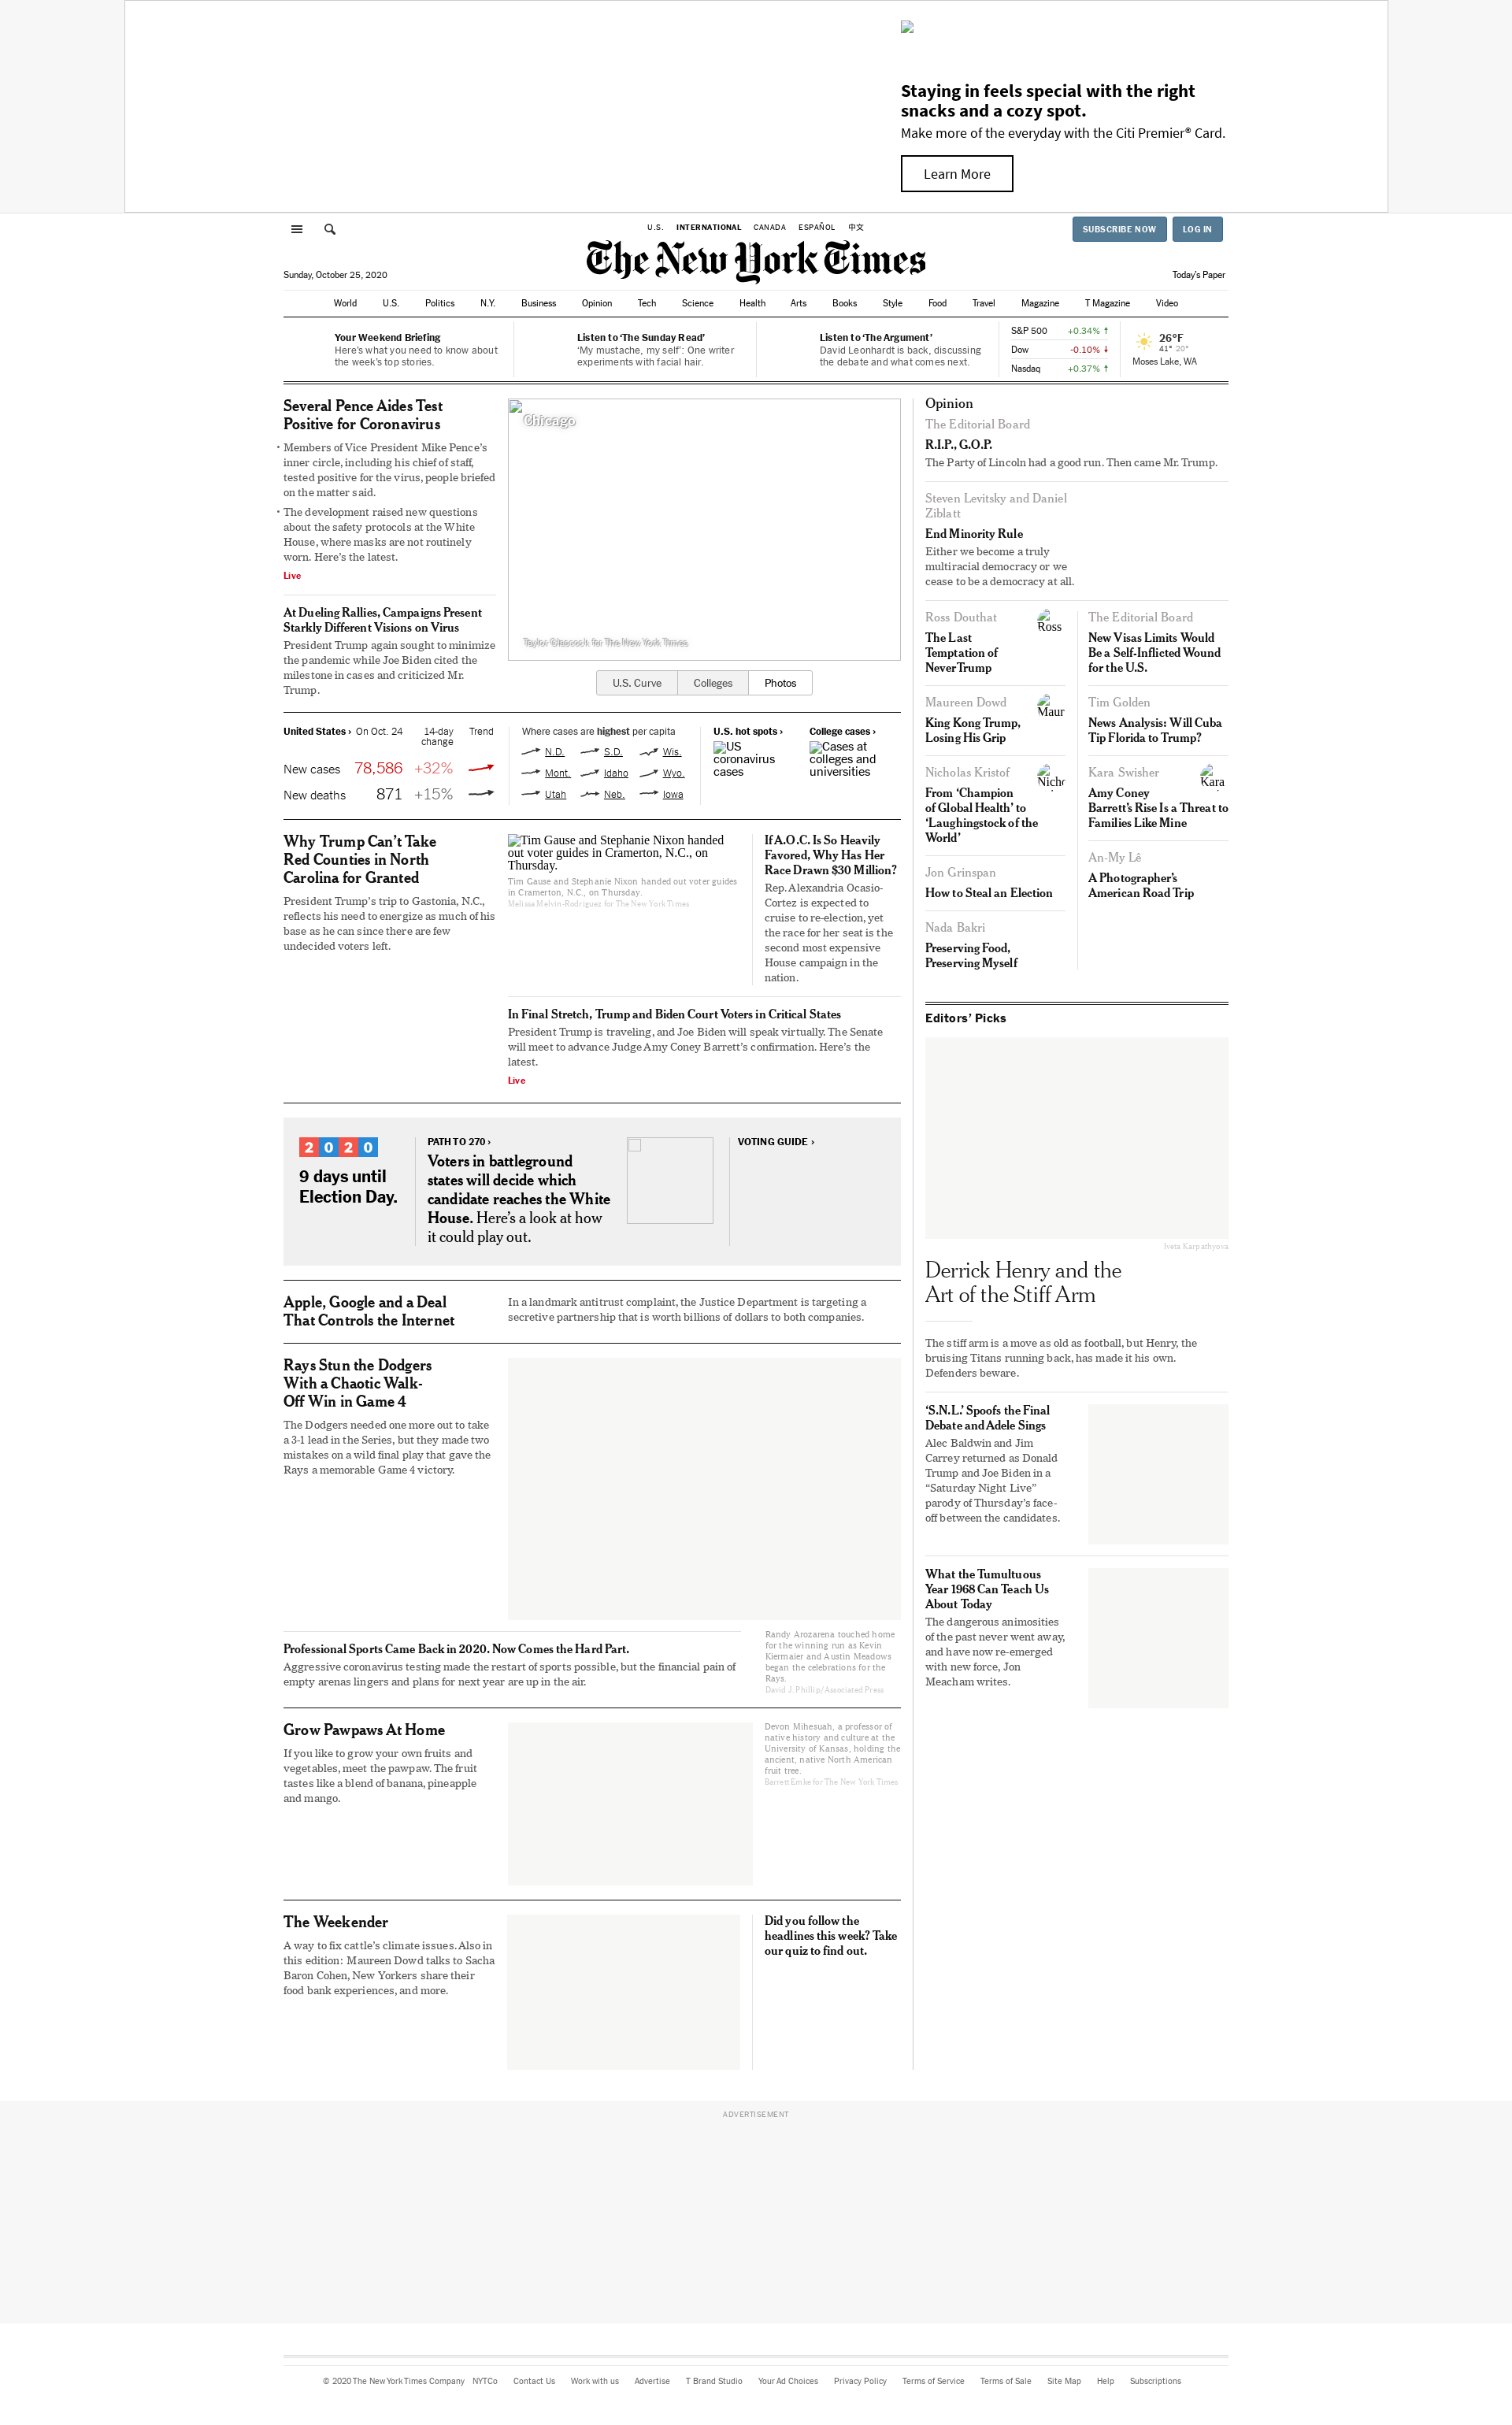 Staying in feels special with the right
snacks and a cozy spot.
Make more of the everyday with the Citi Premier® Card.
Learn More
U.S. INTERNATIONAL CANADA ESPAÑOL 中文
SUBSCRIBE NOW LOG IN
The New York Times
Sunday, October 25, 2020
Today's Paper
World U.S. Politics N.Y. Business Opinion Tech Science Health Arts Books Style Food Travel Magazine T Magazine Video
Your Weekend Briefing
Here's what you need to know about
the week's top stories.
Listen to ‘The Sunday Read’
‘My mustache, my self’: One writer
experiments with facial hair.
Listen to ‘The Argument’
David Leonhardt is back, discussing
the debate and what comes next.
S&P 500 +0.34% ↑
Dow -0.10% ↓
Nasdaq +0.37% ↑
26°F
41° 20°
Moses Lake, WA
Several Pence Aides Test
Positive for Coronavirus
• Members of Vice President Mike Pence’s
inner circle, including his chief of staff,
tested positive for the virus, people briefed
on the matter said.
• The development raised new questions
about the safety protocols at the White
House, where masks are not routinely
worn. Here’s the latest.
Live
At Dueling Rallies, Campaigns Present
Starkly Different Visions on Virus
President Trump again sought to minimize
the pandemic while Joe Biden cited the
milestone in cases and criticized Mr.
Trump.
Chicago
Taylor Glascock for The New York Times
U.S. Curve Colleges Photos
United States › On Oct. 24 14-day
change Trend
New cases 78,586 +32%
New deaths 871 +15%
Where cases are highest per capita
N.D. S.D. Wis.
Mont. Idaho Wyo.
Utah Neb. Iowa
U.S. hot spots ›
US
coronavirus
cases
College cases ›
Cases at
colleges and
universities
Why Trump Can’t Take
Red Counties in North
Carolina for Granted
President Trump’s trip to Gastonia, N.C.,
reflects his need to energize as much of his
base as he can since there are few
undecided voters left.
Tim Gause and Stephanie Nixon handed
out voter guides in Cramerton, N.C., on
Thursday.
Tim Gause and Stephanie Nixon handed out voter guides
in Cramerton, N.C., on Thursday.
Melissa Melvin-Rodriguez for The New York Times
If A.O.C. Is So Heavily
Favored, Why Has Her
Race Drawn $30 Million?
Rep. Alexandria Ocasio-
Cortez is expected to
cruise to re-election, yet
the race for her seat is the
second most expensive
House campaign in the
nation.
In Final Stretch, Trump and Biden Court Voters in Critical States
President Trump is traveling, and Joe Biden will speak virtually. The Senate
will meet to advance Judge Amy Coney Barrett’s confirmation. Here’s the
latest.
Live
2020
9 days until
Election Day.
PATH TO 270 ›
Voters in battleground
states will decide which
candidate reaches the White
House. Here’s a look at how
it could play out.
VOTING GUIDE ›
Apple, Google and a Deal
That Controls the Internet
In a landmark antitrust complaint, the Justice Department is targeting a
secretive partnership that is worth billions of dollars to both companies.
Rays Stun the Dodgers
With a Chaotic Walk-
Off Win in Game 4
The Dodgers needed one more out to take
a 3-1 lead in the Series, but they made two
mistakes on a wild final play that gave the
Rays a memorable Game 4 victory.
Professional Sports Came Back in 2020. Now Comes the Hard Part.
Aggressive coronavirus testing made the restart of sports possible, but the financial pain of
empty arenas lingers and plans for next year are up in the air.
Randy Arozarena touched home
for the winning run as Kevin
Kiermaier and Austin Meadows
began the celebrations for the
Rays.
David J. Phillip/Associated Press
Grow Pawpaws At Home
If you like to grow your own fruits and
vegetables, meet the pawpaw. The fruit
tastes like a blend of banana, pineapple
and mango.
Devon Mihesuah, a professor of
native history and culture at the
University of Kansas, holding the
ancient, native North American
fruit tree.
Barrett Emke for The New York Times
The Weekender
A way to fix cattle’s climate issues. Also in
this edition: Maureen Dowd talks to Sacha
Baron Cohen, New Yorkers share their
food bank experiences, and more.
Did you follow the
headlines this week? Take
our quiz to find out.
Opinion
The Editorial Board
R.I.P., G.O.P.
The Party of Lincoln had a good run. Then came Mr. Trump.
Steven Levitsky and Daniel
Ziblatt
End Minority Rule
Either we become a truly
multiracial democracy or we
cease to be a democracy at all.
Ross Douthat
Ross
The Last
Temptation of
NeverTrump
Maureen Dowd
Maur
King Kong Trump,
Losing His Grip
Nicholas Kristof
Nicho
From ‘Champion
of Global Health’ to
‘Laughingstock of the
World’
Jon Grinspan
How to Steal an Election
Nada Bakri
Preserving Food,
Preserving Myself
The Editorial Board
New Visas Limits Would
Be a Self-Inflicted Wound
for the U.S.
Tim Golden
News Analysis: Will Cuba
Tip Florida to Trump?
Kara Swisher
Kara
Amy Coney
Barrett’s Rise Is a Threat to
Families Like Mine
An-My Lê
A Photographer’s
American Road Trip
Editors’ Picks
Iveta Karpathyova
Derrick Henry and the
Art of the Stiff Arm
The stiff arm is a move as old as football, but Henry, the
bruising Titans running back, has made it his own.
Defenders beware.
‘S.N.L.’ Spoofs the Final
Debate and Adele Sings
Alec Baldwin and Jim
Carrey returned as Donald
Trump and Joe Biden in a
“Saturday Night Live”
parody of Thursday’s face-
off between the candidates.
What the Tumultuous
Year 1968 Can Teach Us
About Today
The dangerous animosities
of the past never went away,
and have now re-emerged
with new force, Jon
Meacham writes.
ADVERTISEMENT
© 2020 The New York Times Company NYTCo Contact Us Work with us Advertise T Brand Studio Your Ad Choices Privacy Policy Terms of Service Terms of Sale Site Map Help Subscriptions